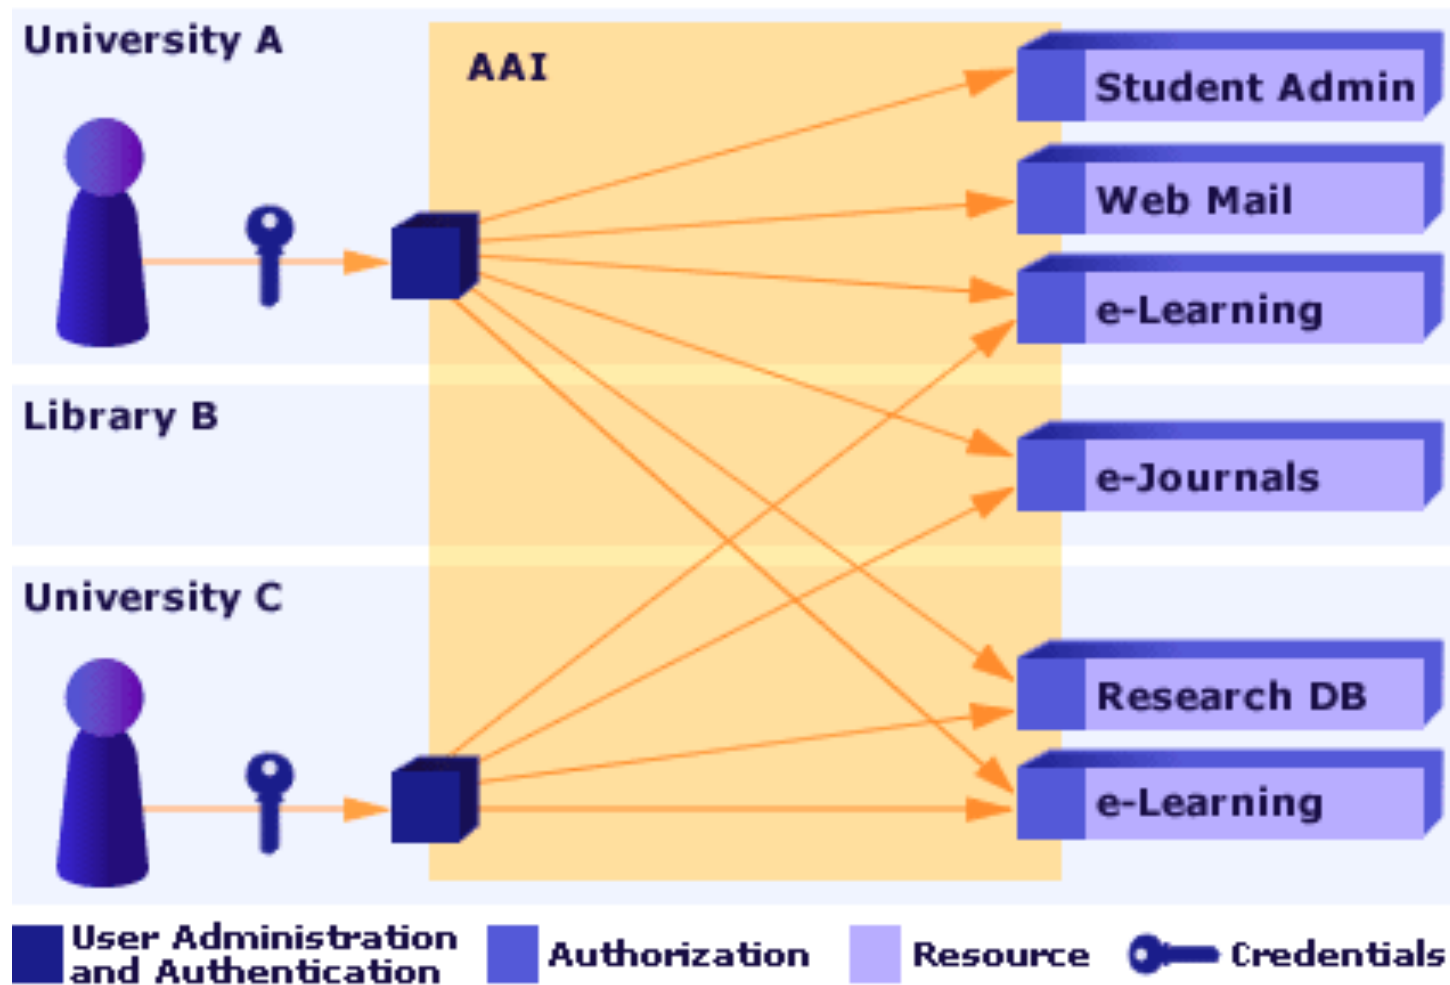 University A
AAI
Student Admin
Web Mail
e-Learning
Library B
e-Journals
University C
Research DB
e-Learning
User Administration
and Authentication
Authorization
Resource
Credentials